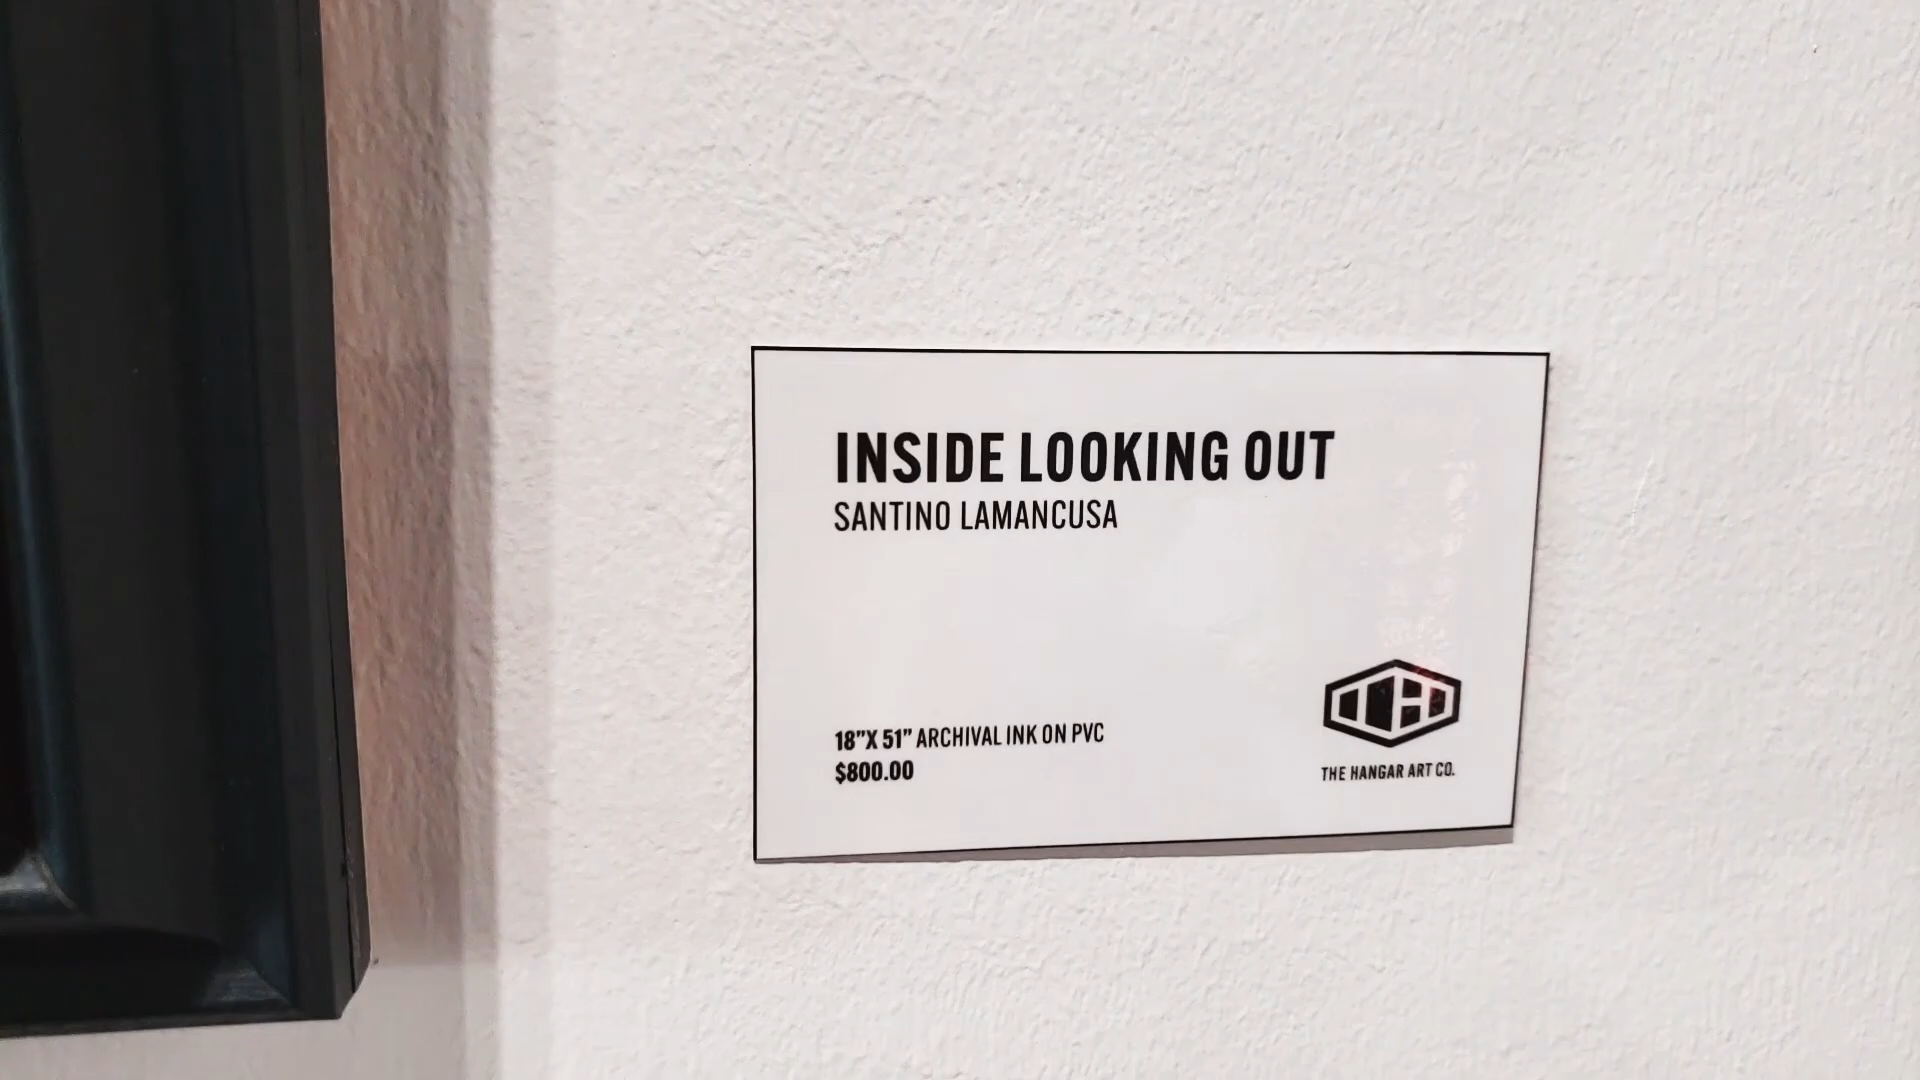 INSIDE LOOKING OUT
SANTINO LAMANCUSA
18”X 51” ARCHIVAL INK ON PVC
$800.00
THE HANGAR ART CO.